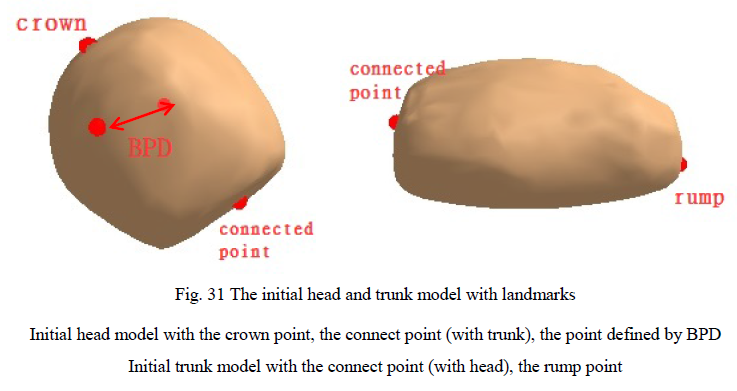 crown
BPD
connected
point
connected
point
rump
Fig. 31 The initial head and trunk model with landmarks
Initial head model with the crown point, the connect point (with trunk), the point defined by BPD
Initial trunk model with the connect point (with head), the rump point